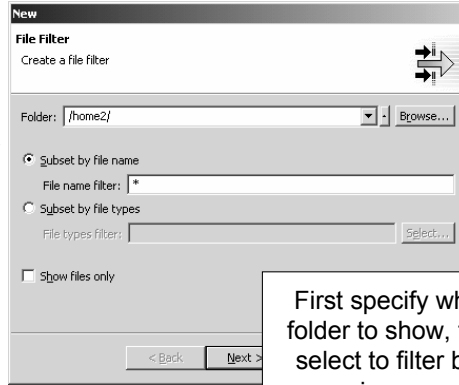 New
File Filter
Create a file filter
Folder: /home2/ Browse...
Subset by file name
File name filter: *
Subset by file types
File types filter: Select...
Show files only
First specify
folder to show,
select to filter
< Back Next >